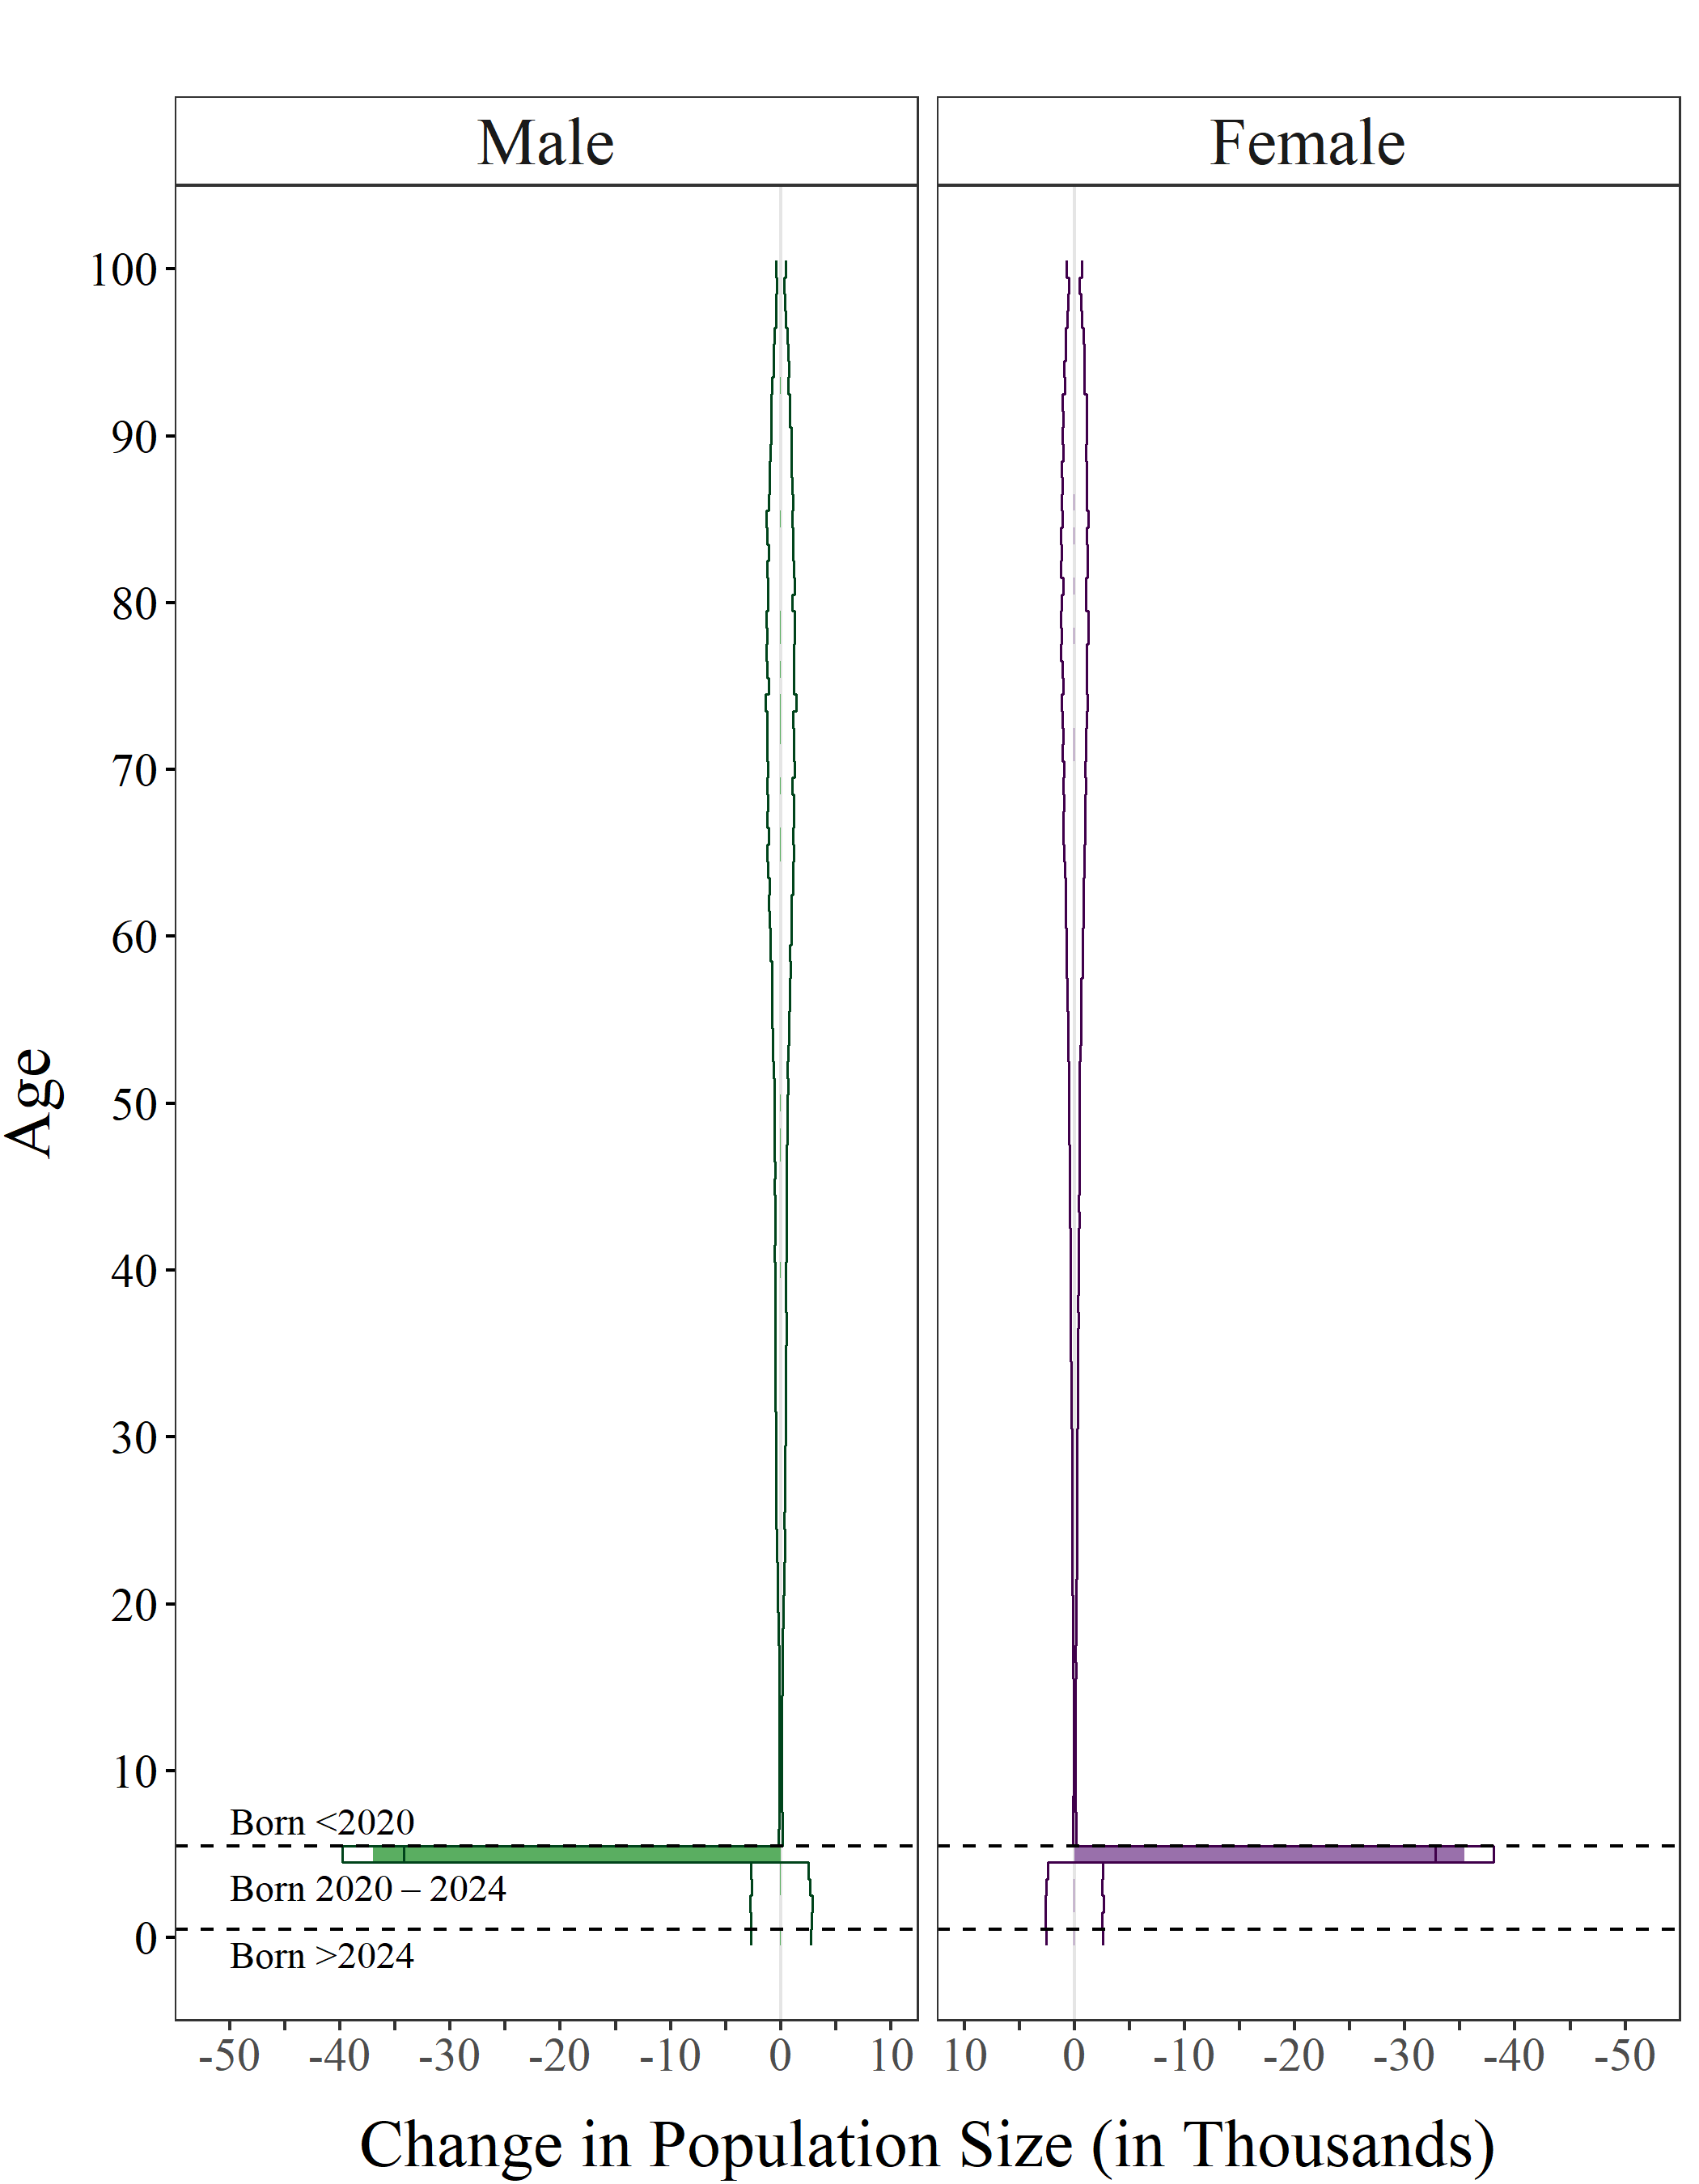 Male
Female
Age
100
90
80
70
60
50
40
30
20
10
0
Born <2020
Born 2020 – 2024
Born >2024
-50 -40 -30 -20 -10 0 10
10 0 -10 -20 -30 -40 -50
Change in Population Size (in Thousands)